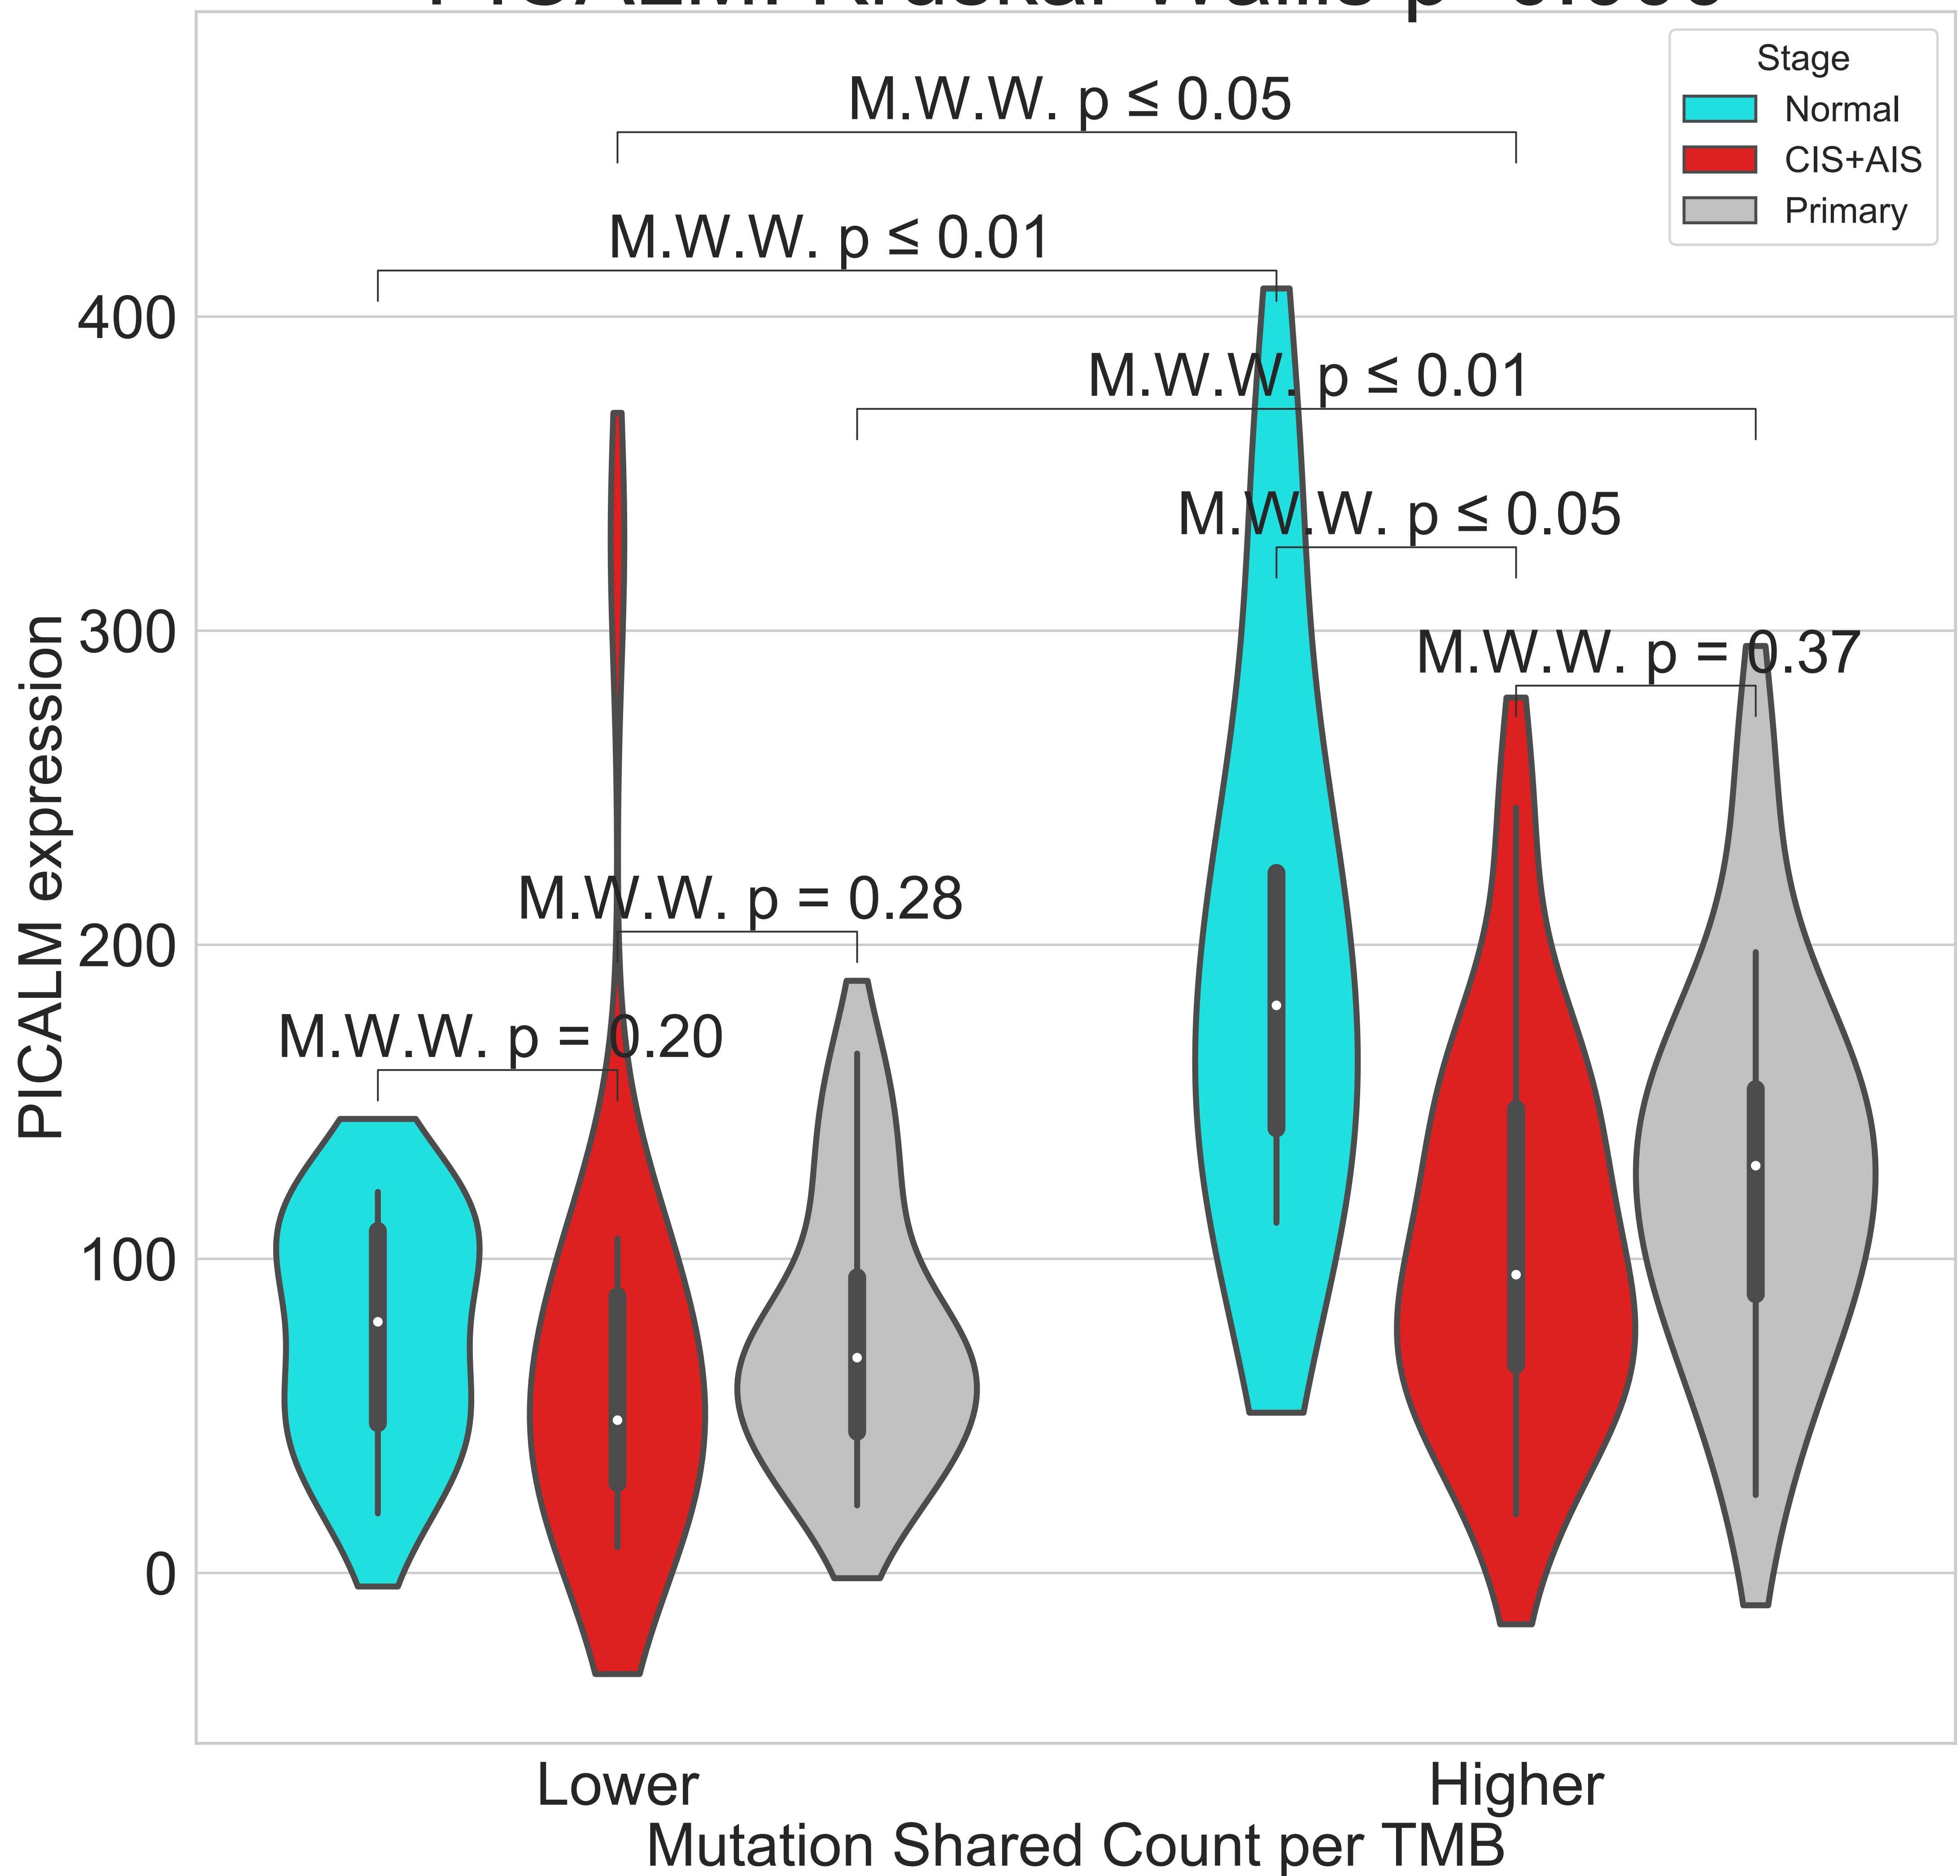 Stage
Normal
CIS+AIS
Primary
M.W.W. p ≤ 0.05
M.W.W. p ≤ 0.01
M.W.W. p ≤ 0.01
M.W.W. p ≤ 0.05
M.W.W. p = 0.37
M.W.W. p = 0.28
M.W.W. p = 0.20
400
300
200
100
0
PICALM expression
Lower
Higher
Mutation Shared Count per TMB